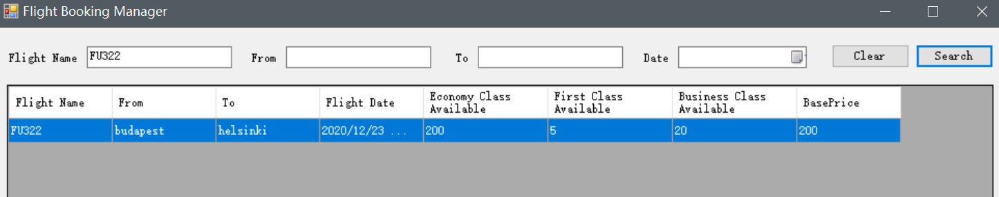 Flight Booking Manager
Flight Name FU322 From To Date Clear Search
Flight Name From To Flight Date Economy Class Available First Class Available Business Class Available BasePrice
FU322 budapest helsinki 2020/12/23 ... 200 5 20 200